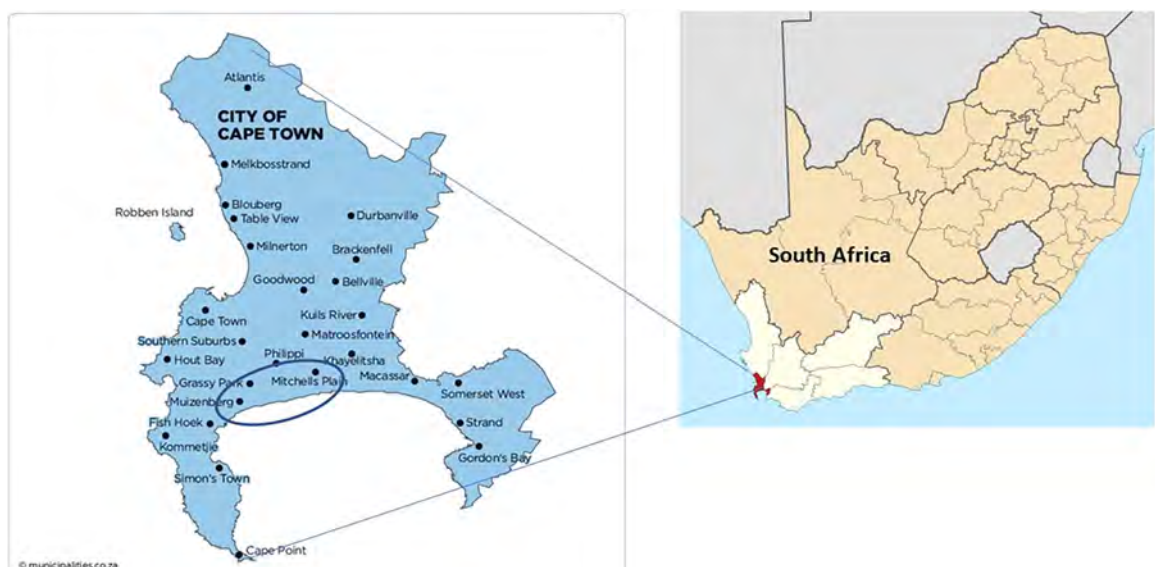 Atlantis
CITY OF
CAPE TOWN
Melkbosstrand
Blouberg
Robben Island
Table View
Durbanville
Milnerton
Brackenfell
Goodwood
Bellville
Kuils River
Cape Town
Matroosfontein
Southern Suburbs
Philippi
Khayelitsha
Hout Bay
Grassy Park
Mitchells Plain
Macassar
Somerset West
Muizenberg
Fish Hoek
Strand
Kommetjie
Gordon's Bay
Simon's Town
Cape Point
© municipalities.co.za
South Africa